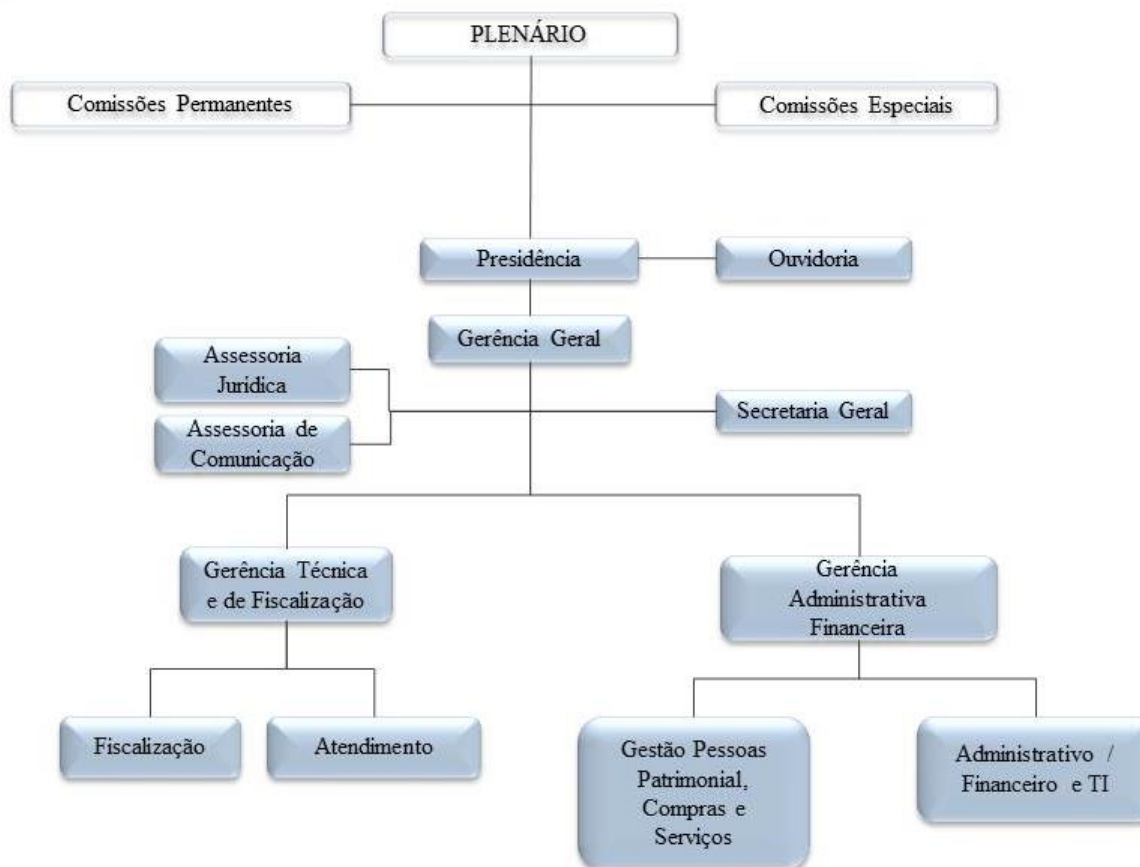 PLENÁRIO
Comissões Permanentes
Comissões Especiais
Presidência
Ouvidoria
Gerência Geral
Assessoria
Jurídica
Secretaria Geral
Assessoria de
Comunicação
Gerência Técnica
e de Fiscalização
Gerência
Administrativa
Financeira
Fiscalização
Atendimento
Gestão Pessoas
Patrimonial,
Compras e
Serviços
Administrativo /
Financeiro e TI